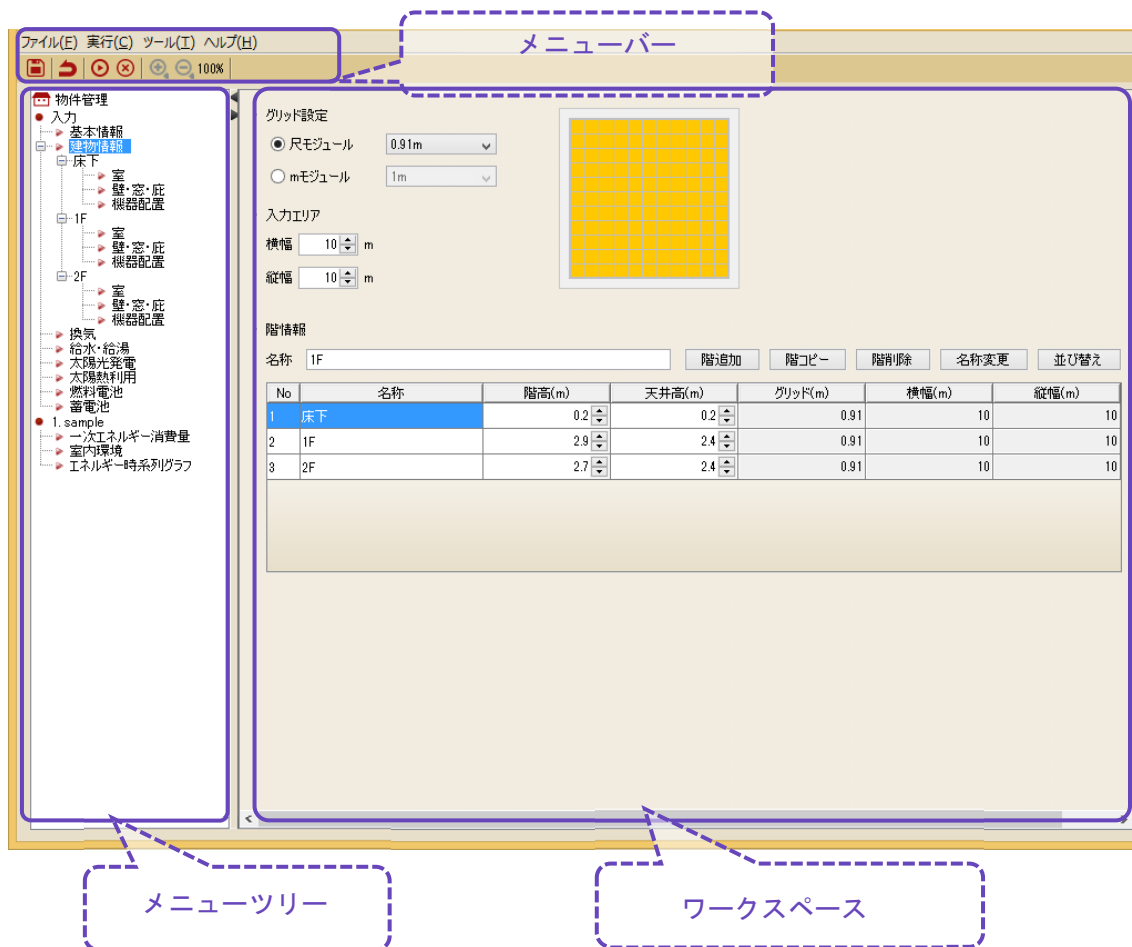 メニューバー
ファイル(F) 実行(C) ツール(T) ヘルプ(H)
100%
物件管理
入力
基本情報
建物情報
床下
室
壁・窓・庇
機器配置
1F
室
壁・窓・庇
機器配置
2F
室
壁・窓・庇
機器配置
換気
給水・給湯
太陽光発電
太陽熱利用
燃料電池
蓄電池
1. sample
一次エネルギー消費量
室内環境
エネルギー時系列グラフ
グリッド設定
尺モジュール 0.91m
mモジュール 1m
入力エリア
横幅 10 m
縦幅 10 m
階情報
名称 1F 階追加 階コピー 階削除 名称変更 並び替え
No 名称 階高(m) 天井高(m) グリッド(m) 横幅(m) 縦幅(m)
1 床下 0.2 0.2 0.91 10 10
2 1F 2.9 2.4 0.91 10 10
3 2F 2.7 2.4 0.91 10 10
メニューツリー
ワークスペース